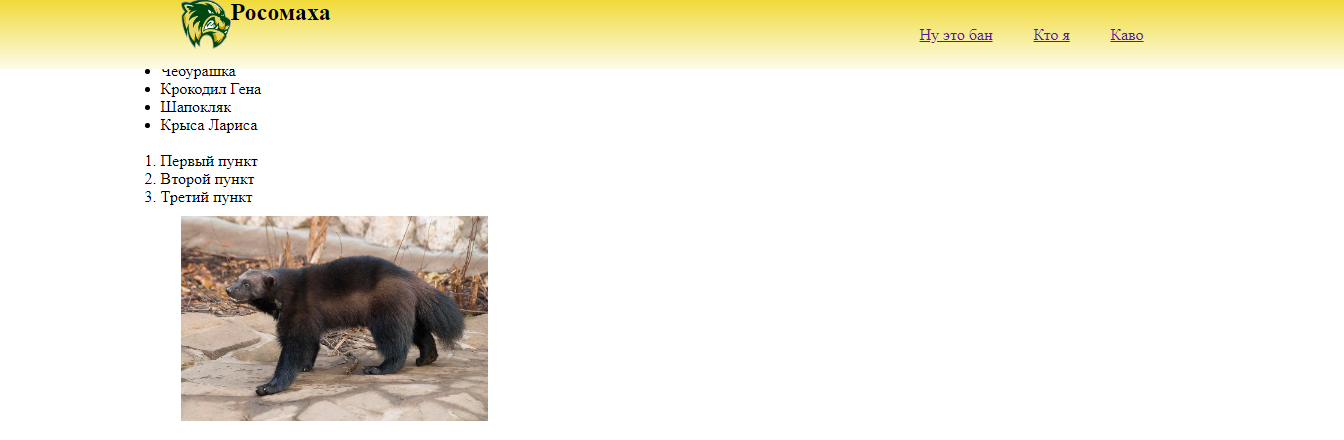 Росомаха
Ну это бан Кто я Каво
• Чебурашка
• Крокодил Гена
• Шапокляк
• Крыса Лариса
1. Первый пункт
2. Второй пункт
3. Третий пункт